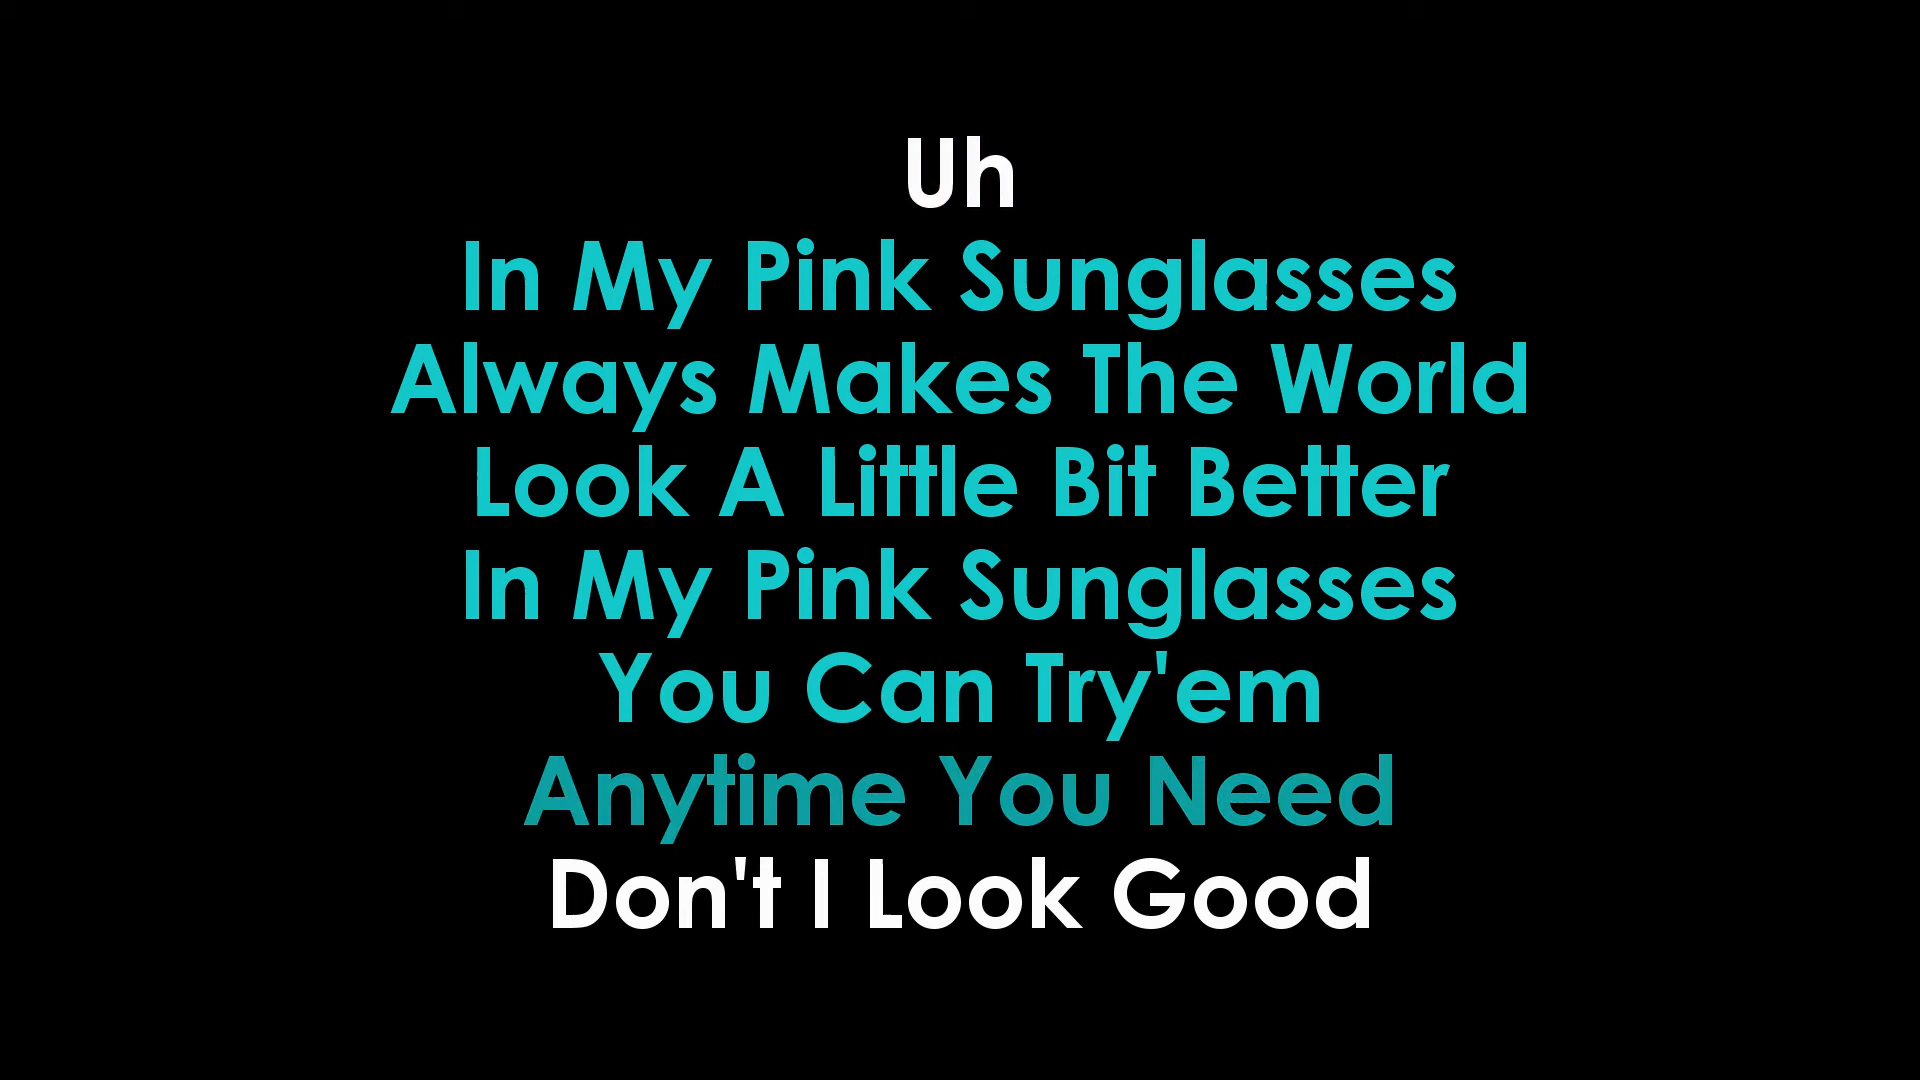 Uh
In My Pink Sunglasses
Always Makes The World
Look A Little Bit Better
In My Pink Sunglasses
You Can Try'em
Anytime You Need
Don't I Look Good